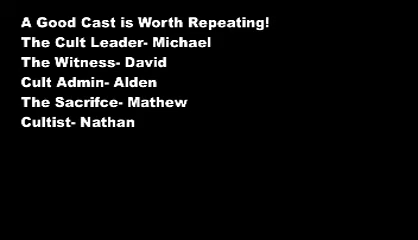 A Good Cast is Worth Repeating!
The Cult Leader- Michael
The Witness- David
Cult Admin- Alden
The Sacrifce- Mathew
Cultist- Nathan